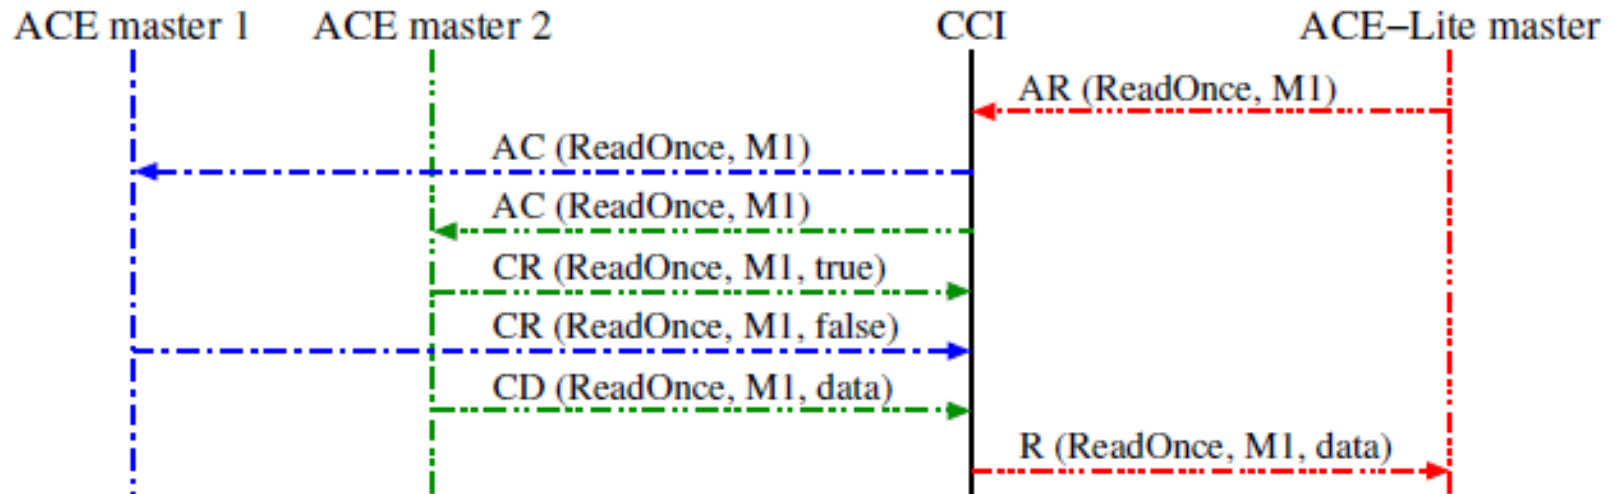 ACE master 1 ACE master 2 CCI ACE−Lite master
AR (ReadOnce, M1)
AC (ReadOnce, M1)
AC (ReadOnce, M1)
CR (ReadOnce, M1, true)
CR (ReadOnce, M1, false)
CD (ReadOnce, M1, data)
R (ReadOnce, M1, data)